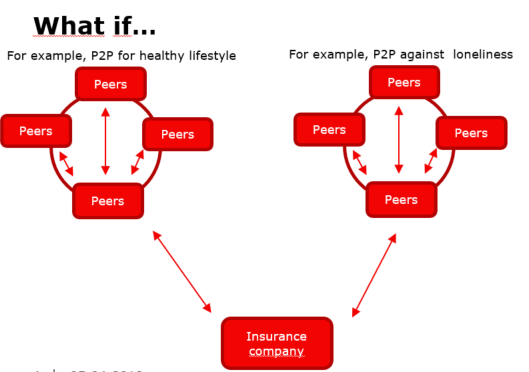 What if...
For example, P2P for healthy lifestyle
For example, P2P against loneliness
Peers
Peers
Peers
Peers
Peers
Peers
Peers
Peers
Insurance
company